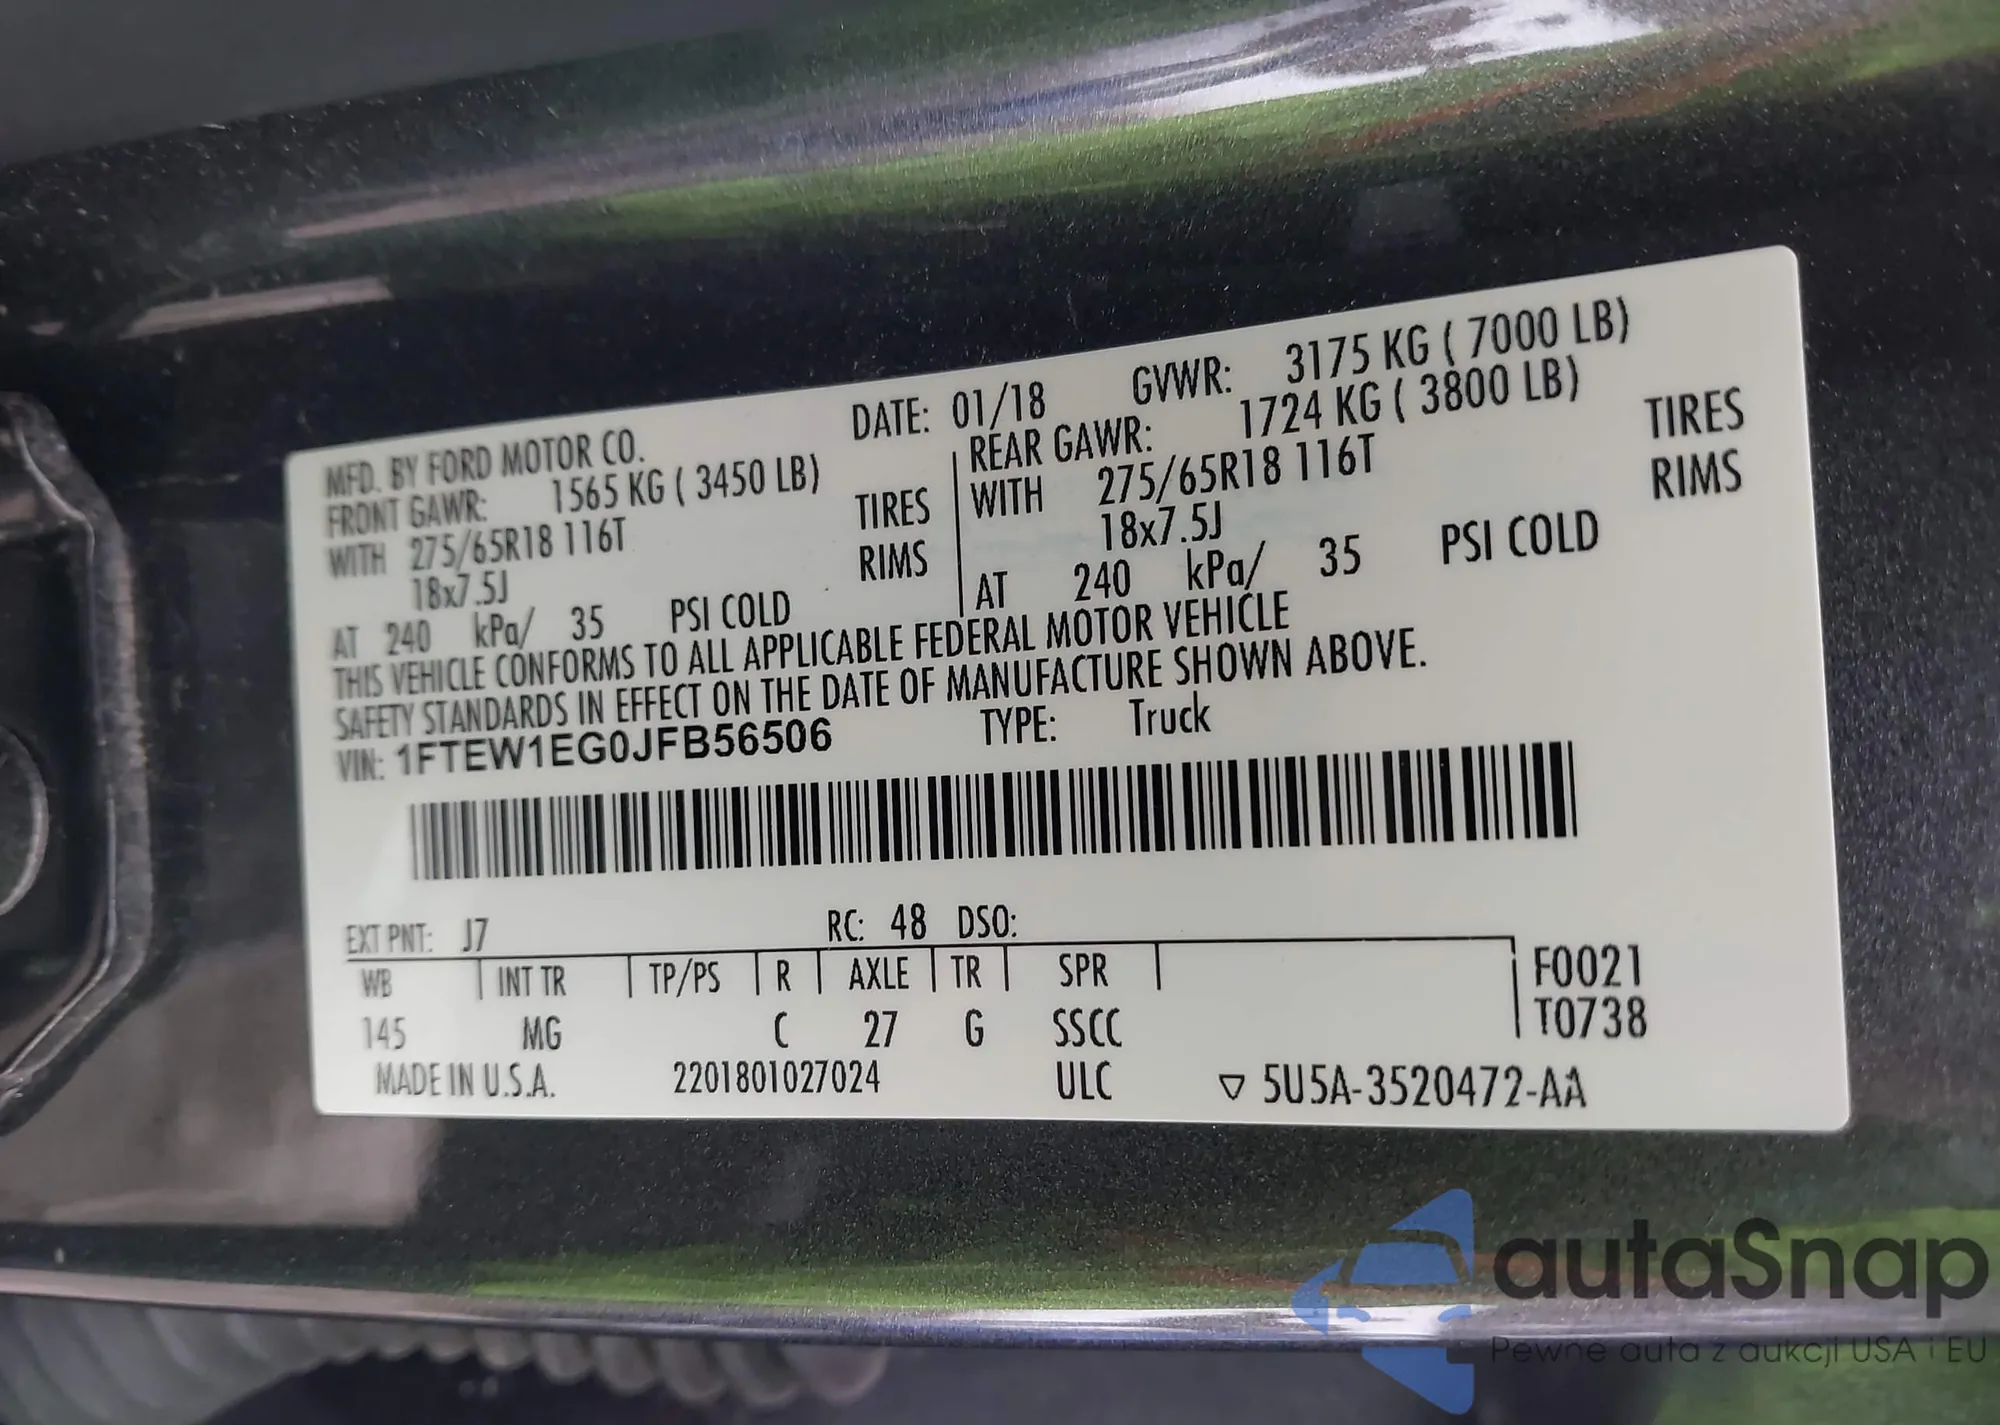 MFD. BY FORD MOTOR CO. DATE: 01/18 GVWR: 3175 KG ( 7000 LB)
FRONT GAWR: 1565 KG ( 3450 LB) REAR GAWR: 1724 KG ( 3800 LB)
WITH 275/65R18 116T TIRES WITH 275/65R18 116T TIRES
18x7.5J RIMS 18x7.5J RIMS
AT 240 kPa/ 35 PSI COLD AT 240 kPa/ 35 PSI COLD
THIS VEHICLE CONFORMS TO ALL APPLICABLE FEDERAL MOTOR VEHICLE
SAFETY STANDARDS IN EFFECT ON THE DATE OF MANUFACTURE SHOWN ABOVE.
VIN: 1FTEW1EG0JFB56506 TYPE: Truck
EXT PNT: J7 RC: 48 DSO:
WB INT TR TP/PS R AXLE TR SPR F0021
145 MG C 27 G SSCC T0738
MADE IN U.S.A. 2201801027024 ULC ▽ 5U5A-3520472-AA
autaSnap
Pewne auta z aukcji USA i EU